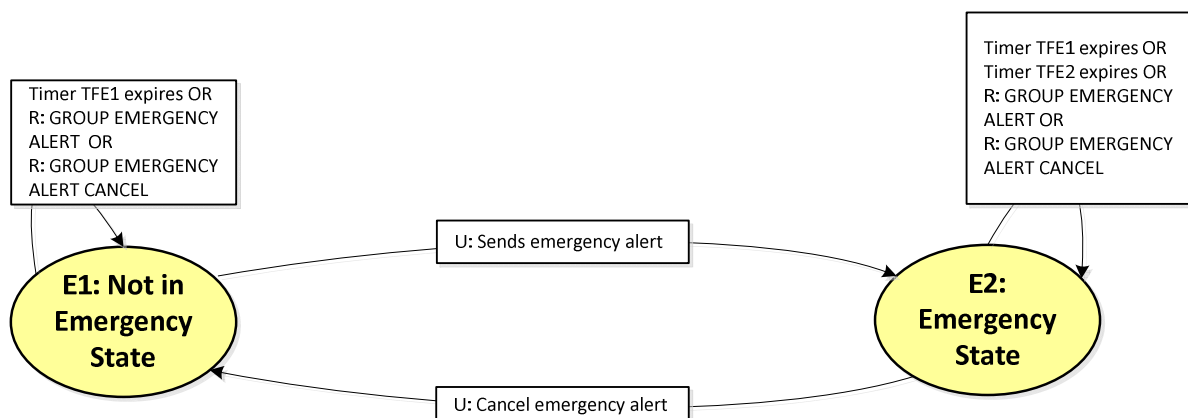 Timer TFE1 expires OR
R: GROUP EMERGENCY
ALERT OR
R: GROUP EMERGENCY
ALERT CANCEL
Timer TFE1 expires OR
Timer TFE2 expires OR
R: GROUP EMERGENCY
ALERT OR
R: GROUP EMERGENCY
ALERT CANCEL
U: Sends emergency alert
E1: Not in
Emergency
State
E2:
Emergency
State
U: Cancel emergency alert